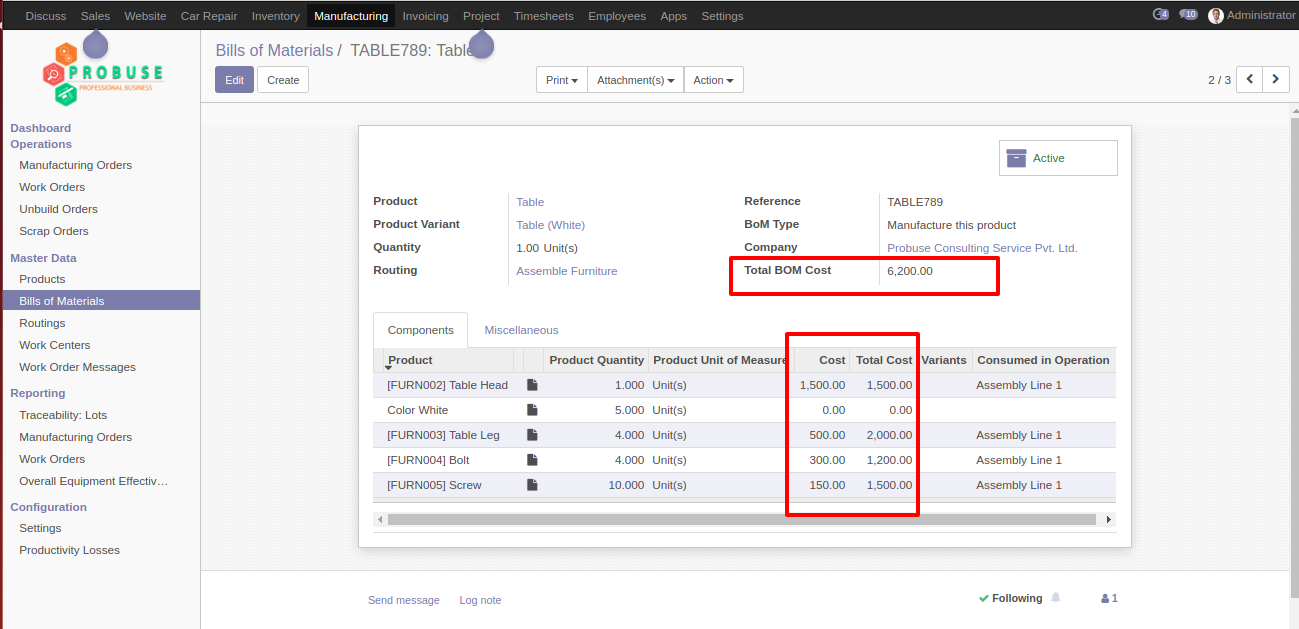 Discuss Sales Website Car Repair Inventory Manufacturing Invoicing Project Timesheets Employees Apps Settings 4 10 Administrator
PROBUSE
PROFESSIONAL BUSINESS
Bills of Materials / TABLE789: Table
Edit Create Print Attachment(s) Action 2 / 3
Dashboard
Operations
Manufacturing Orders
Work Orders
Unbuild Orders
Scrap Orders
Master Data
Products
Bills of Materials
Routings
Work Centers
Work Order Messages
Reporting
Traceability: Lots
Manufacturing Orders
Work Orders
Overall Equipment Effectiv…
Configuration
Settings
Productivity Losses
Active
Product Table
Product Variant Table (White)
Quantity 1.00 Unit(s)
Routing Assemble Furniture
Reference TABLE789
BoM Type Manufacture this product
Company Probuse Consulting Service Pvt. Ltd.
Total BOM Cost 6,200.00
Components Miscellaneous
Product Product Quantity Product Unit of Measure Cost Total Cost Variants Consumed in Operation
[FURN002] Table Head 1.000 Unit(s) 1,500.00 1,500.00 Assembly Line 1
Color White 5.000 Unit(s) 0.00 0.00
[FURN003] Table Leg 4.000 Unit(s) 500.00 2,000.00 Assembly Line 1
[FURN004] Bolt 4.000 Unit(s) 300.00 1,200.00 Assembly Line 1
[FURN005] Screw 10.000 Unit(s) 150.00 1,500.00 Assembly Line 1
Send message Log note Following 1